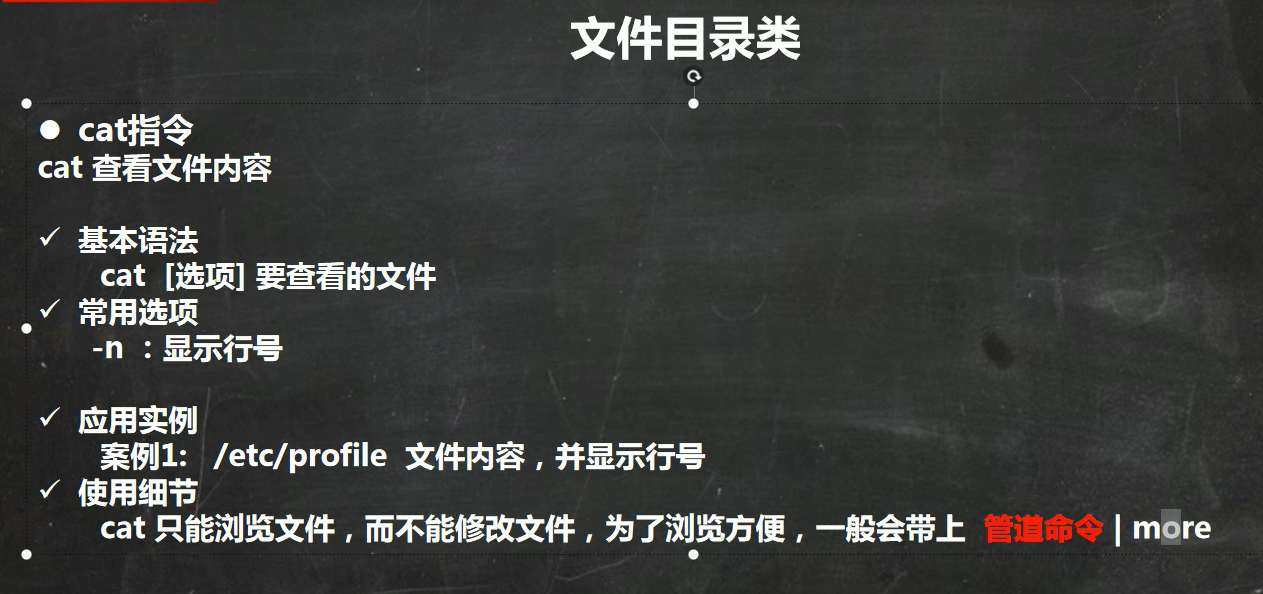 文件目录类
● cat指令
cat 查看文件内容
✓ 基本语法
cat [选项] 要查看的文件
✓ 常用选项
-n ：显示行号
✓ 应用实例
案例1: /etc/profile 文件内容，并显示行号
✓ 使用细节
cat 只能浏览文件，而不能修改文件，为了浏览方便，一般会带上 管道命令 | more